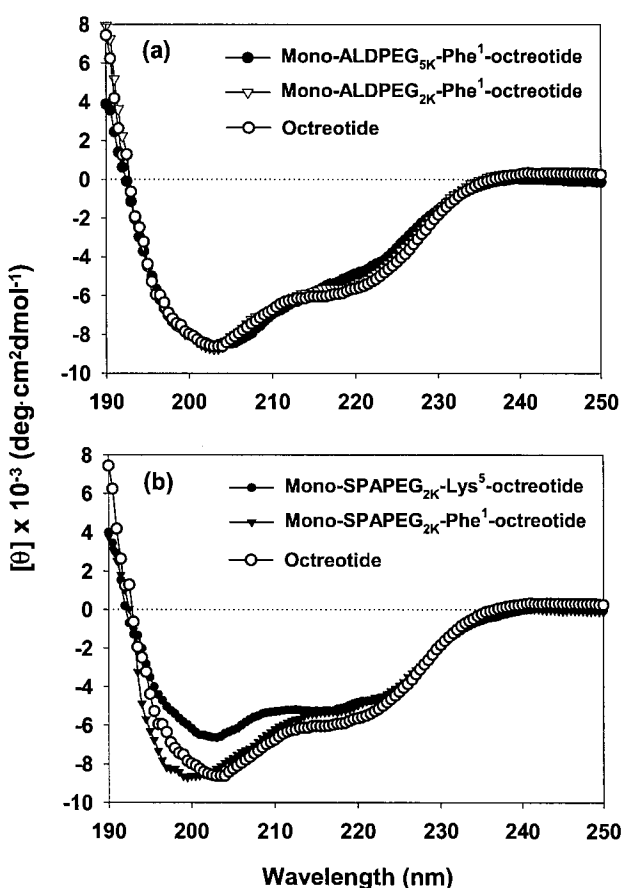 8
6
4
2
0
-2
-4
-6
-8
-10
(a)
Mono-ALDPEG5K-Phe1-octreotide
Mono-ALDPEG2K-Phe1-octreotide
Octreotide
190 200 210 220 230 240 250
[θ] x 10-3 (deg·cm2dmol-1)
8
6
4
2
0
-2
-4
-6
-8
-10
(b)
Mono-SPAPEG2K-Lys5-octreotide
Mono-SPAPEG2K-Phe1-octreotide
Octreotide
190 200 210 220 230 240 250
Wavelength (nm)